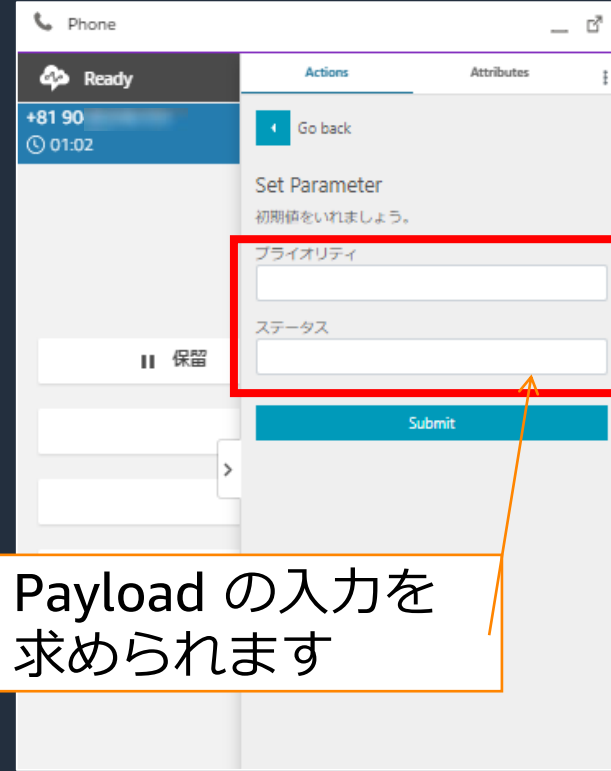 Phone
Ready
+81 90
01:02
Actions
Attributes
Go back
Set Parameter
初期値をいれましょう。
プライオリティ
ステータス
保留
Submit
Payload の入力を
求められます